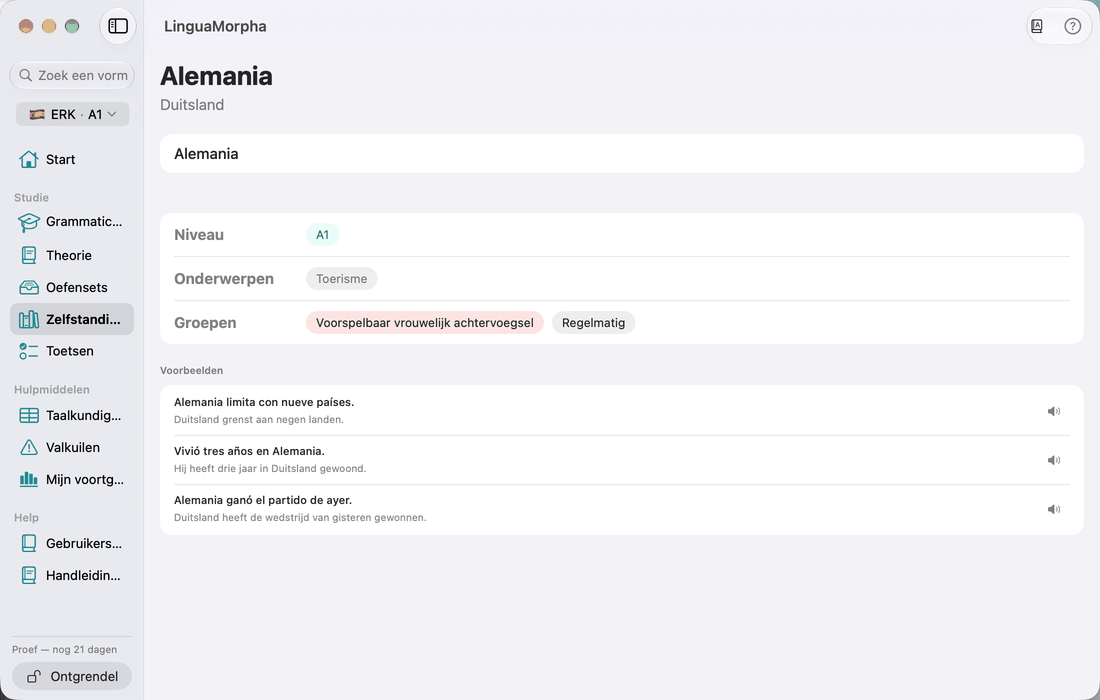 LinguaMorpha
Zoek een vorm
ERK · A1
Start
Studie
Grammatic...
Theorie
Oefensets
Zelfstandi...
Toetsen
Hulpmiddelen
Taalkundig...
Valkuilen
Mijn voortg...
Help
Gebruikers...
Handleidin...
Proef — nog 21 dagen
Ontgrendel
Alemania
Duitsland
Alemania
Niveau A1
Onderwerpen Toerisme
Groepen Voorspelbaar vrouwelijk achtervoegsel Regelmatig
Voorbeelden
Alemania limita con nueve países.
Duitsland grenst aan negen landen.
Vivió tres años en Alemania.
Hij heeft drie jaar in Duitsland gewoond.
Alemania ganó el partido de ayer.
Duitsland heeft de wedstrijd van gisteren gewonnen.